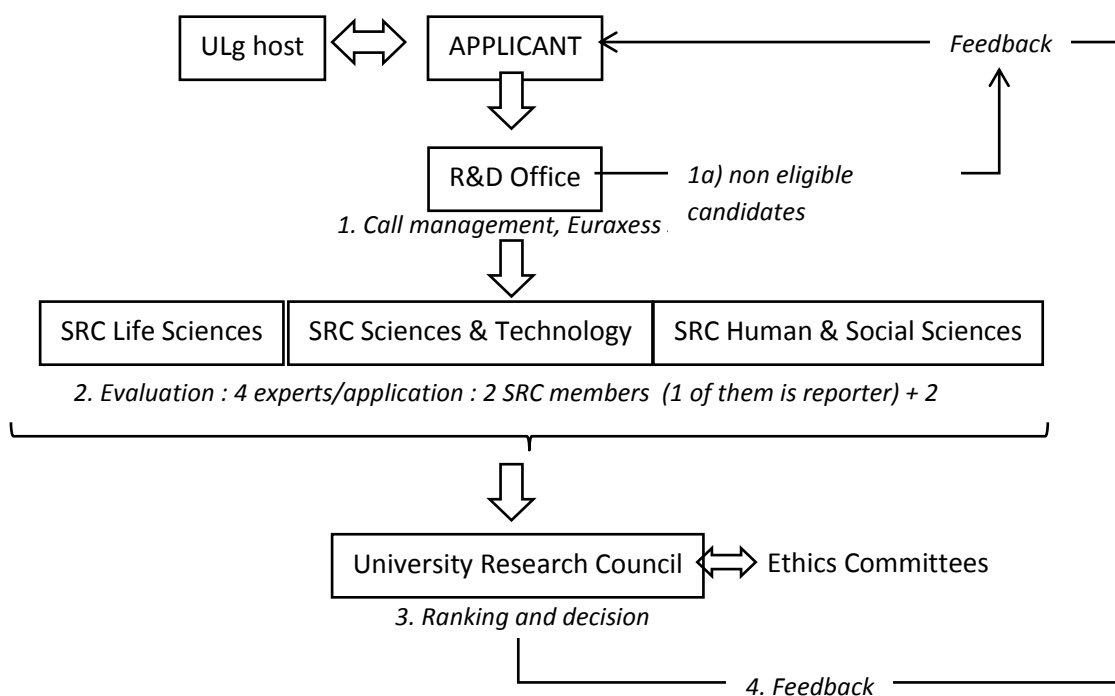 ULg host
APPLICANT
Feedback
R&D Office
1a) non eligible
candidates
1. Call management, Euraxess
SRC Life Sciences
SRC Sciences & Technology
SRC Human & Social Sciences
2. Evaluation : 4 experts/application : 2 SRC members (1 of them is reporter) + 2
University Research Council
Ethics Committees
3. Ranking and decision
4. Feedback